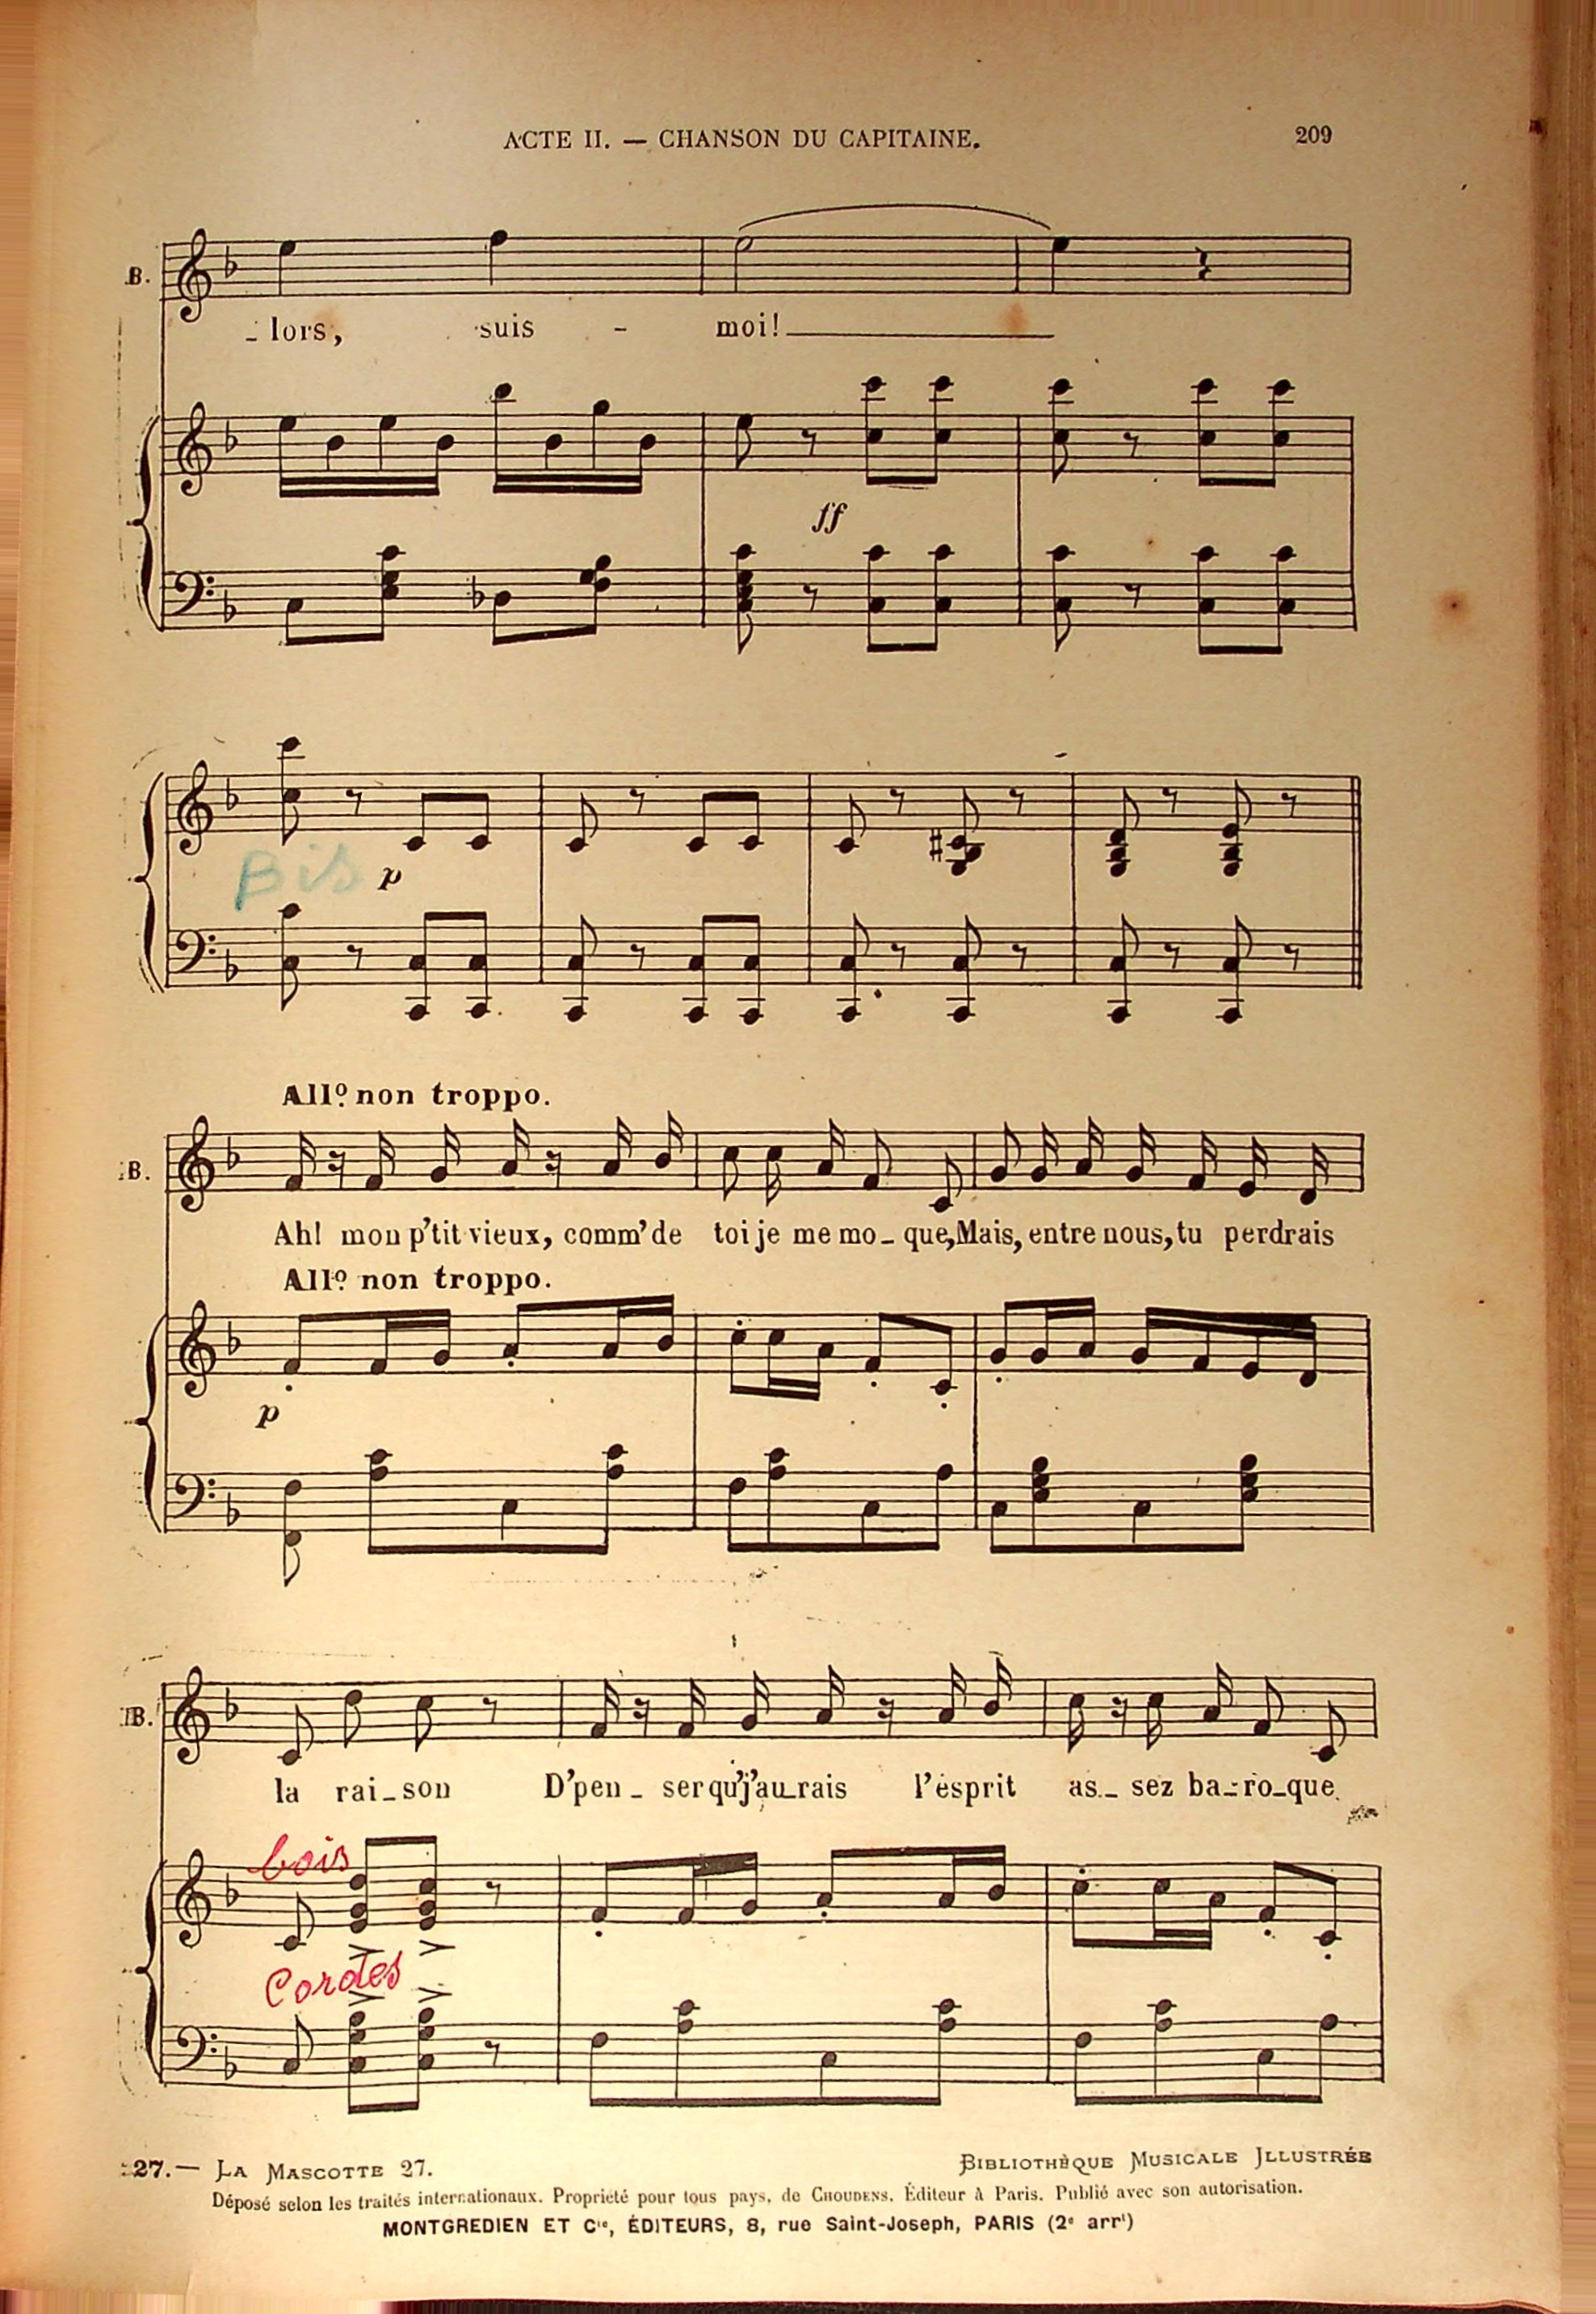 ACTE II. — CHANSON DU CAPITAINE. 209
B.
- lors, suis - moi!
ff
Bis p
All? non troppo.
B.
Ah! mon p'tit vieux, comm' de toi je me mo - que, Mais, entre nous, tu perdrais
All? non troppo.
p
B.
la rai - son D'pen - ser qu'j'au - rais l'esprit as - sez ba - ro - que
bois
Cordes
27. — LA MASCOTTE 27. BIBLIOTHÈQUE MUSICALE ILLUSTRÉE
Déposé selon les traités internationaux. Propriété pour tous pays, de CHOUDENS. Éditeur à Paris. Publié avec son autorisation.
MONTGREDIEN ET Cie, ÉDITEURS, 8, rue Saint-Joseph, PARIS (2e arrt)